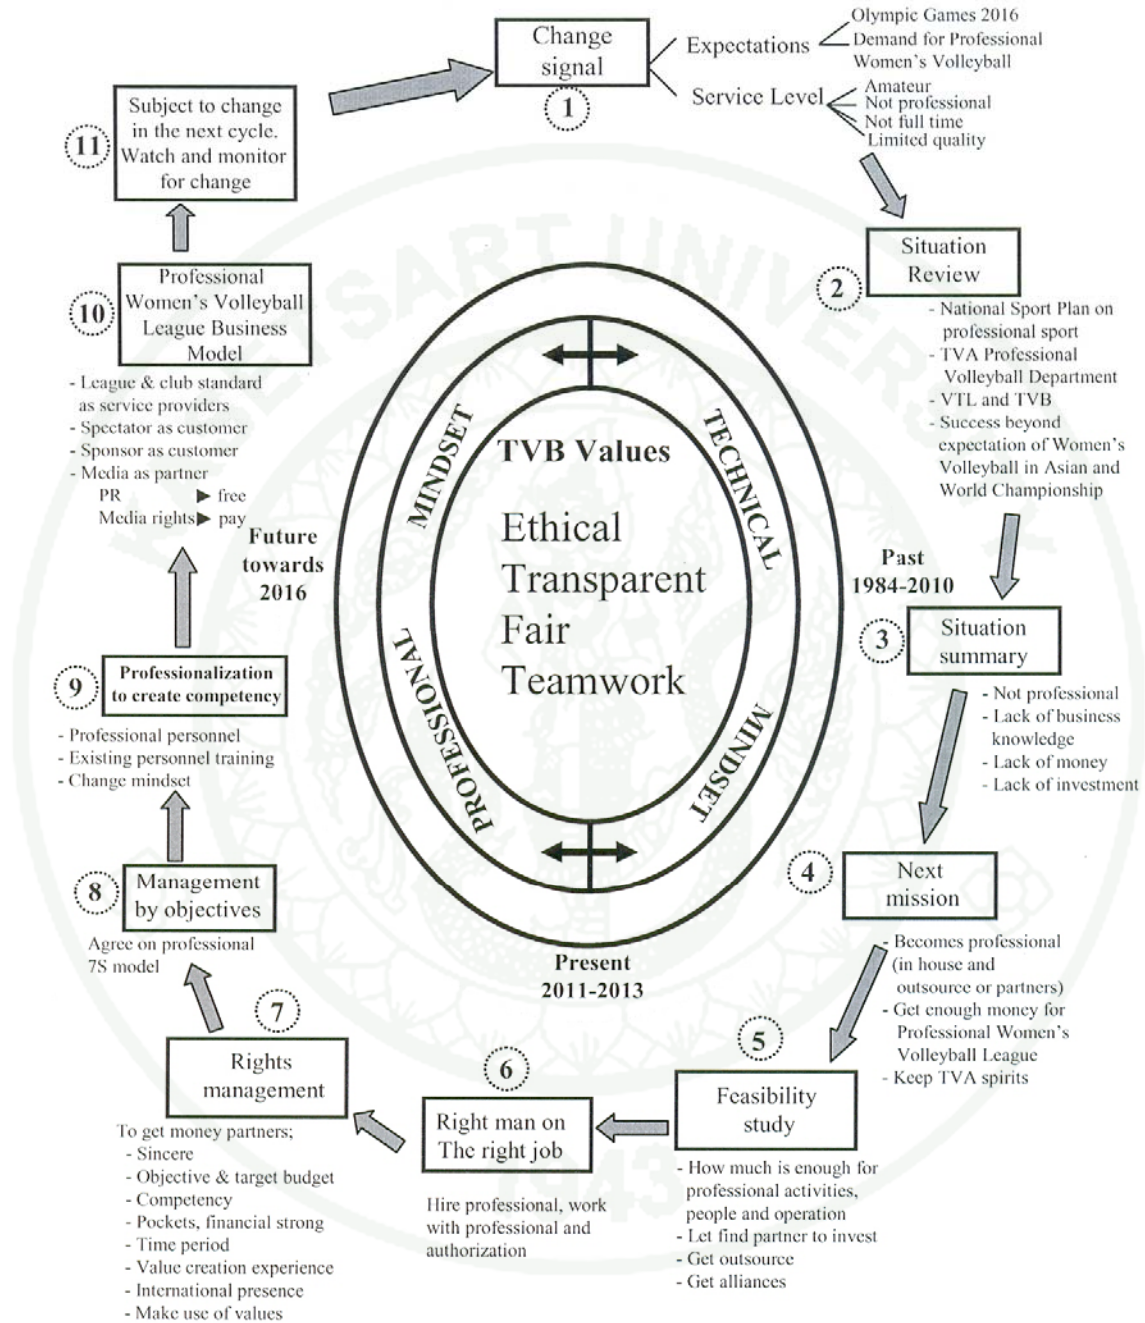 Change
signal
1
Expectations
Olympic Games 2016
Demand for Professional
Women's Volleyball
Service Level
Amateur
Not professional
Not full time
Limited quality
Situation
Review
2
- National Sport Plan on
professional sport
- TVA Professional
Volleyball Department
- VTL and TVB
- Success beyond
expectation of Women's
Volleyball in Asian and
World Championship
Past
1984-2010
3
Situation
summary
- Not professional
- Lack of business
knowledge
- Lack of money
- Lack of investment
4
Next
mission
- Becomes professional
(in house and
outsource or partners)
- Get enough money for
Professional Women's
Volleyball League
- Keep TVA spirits
5
Feasibility
study
- How much is enough for
professional activities,
people and operation
- Let find partner to invest
- Get outsource
- Get alliances
6
Right man on
The right job
Hire professional, work
with professional and
authorization
7
Rights
management
To get money partners;
- Sincere
- Objective & target budget
- Competency
- Pockets, financial strong
- Time period
- Value creation experience
- International presence
- Make use of values
8
Management
by objectives
Agree on professional
7S model
9
Professionalization
to create competency
- Professional personnel
- Existing personnel training
- Change mindset
10
Professional
Women's Volleyball
League Business
Model
- League & club standard
as service providers
- Spectator as customer
- Sponsor as customer
- Media as partner
PR ▶ free
Media rights ▶ pay
Future
towards
2016
11
Subject to change
in the next cycle.
Watch and monitor
for change
MINDSET
TECHNICAL
PROFESSIONAL
MINDSET
TVB Values
Ethical
Transparent
Fair
Teamwork
Present
2011-2013
KASETSART UNIVERSITY
1943